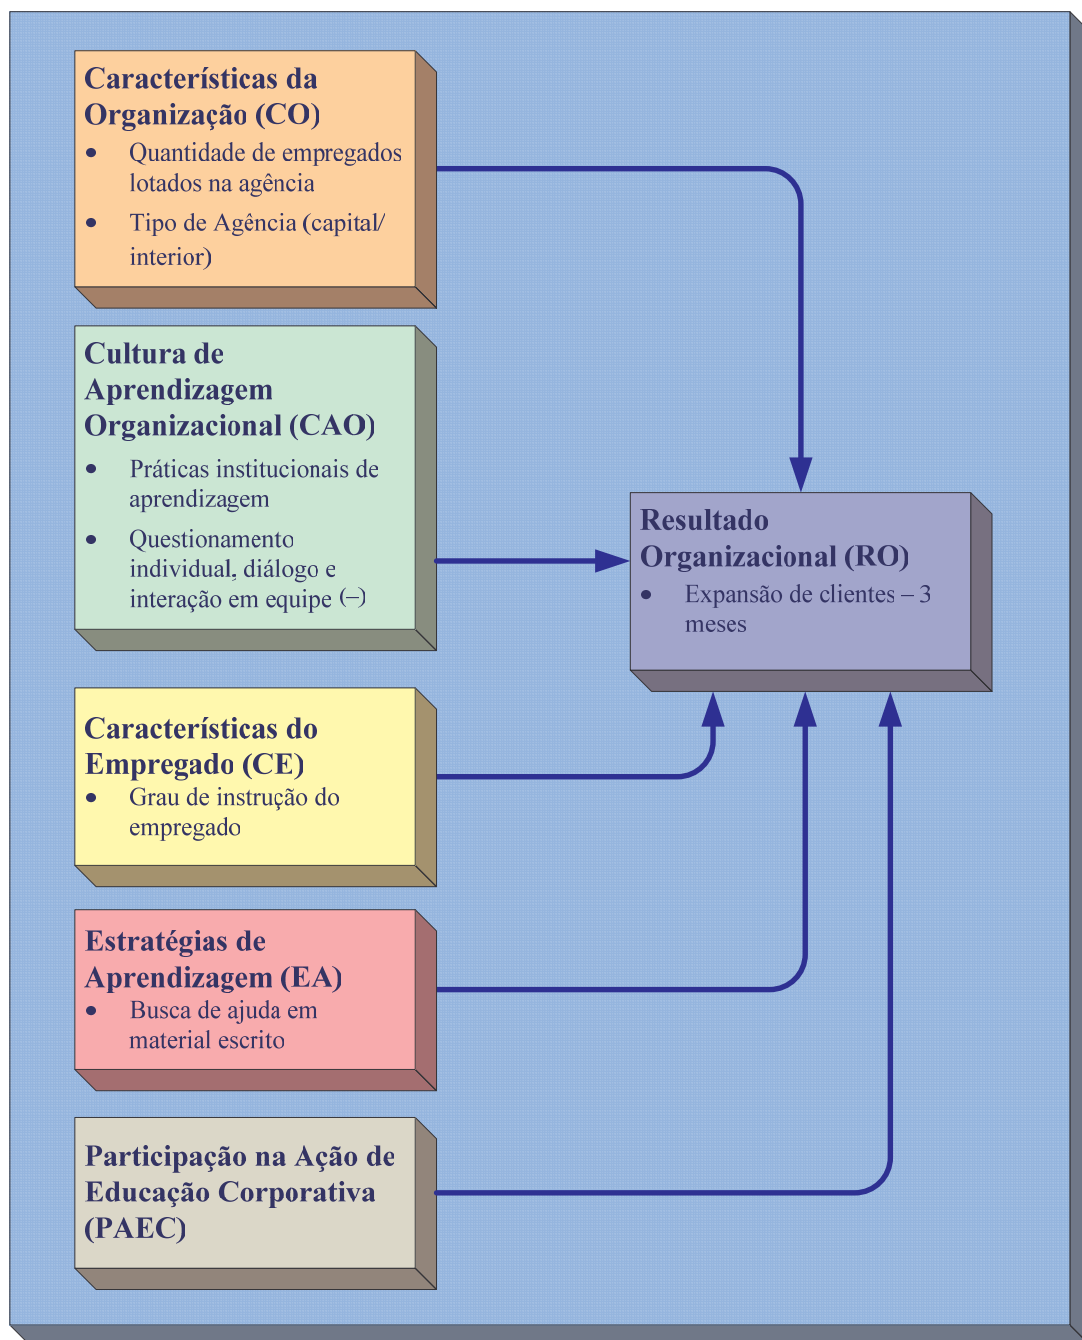 Características da
Organização (CO)
• Quantidade de empregados
lotados na agência
• Tipo de Agência (capital/
interior)
Cultura de
Aprendizagem
Organizacional (CAO)
• Práticas institucionais de
aprendizagem
• Questionamento
individual, diálogo e
interação em equipe (–)
Resultado
Organizacional (RO)
• Expansão de clientes – 3
meses
Características do
Empregado (CE)
• Grau de instrução do
empregado
Estratégias de
Aprendizagem (EA)
• Busca de ajuda em
material escrito
Participação na Ação de
Educação Corporativa
(PAEC)